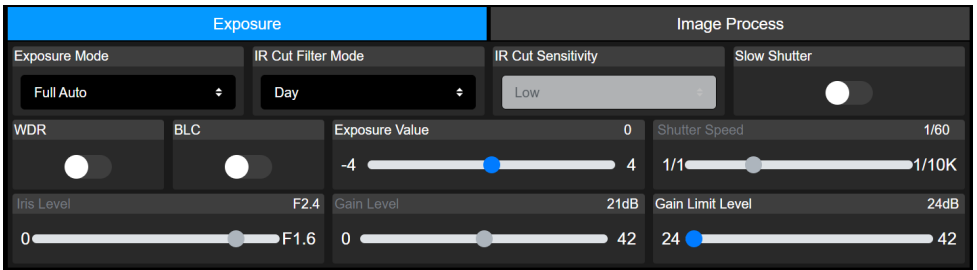 Exposure Image Process
Exposure Mode IR Cut Filter Mode IR Cut Sensitivity Slow Shutter
Full Auto Day Low
WDR BLC Exposure Value 0 Shutter Speed 1/60
-4 4 1/1 1/10K
Iris Level F2.4 Gain Level 21dB Gain Limit Level 24dB
0 F1.6 0 42 24 42